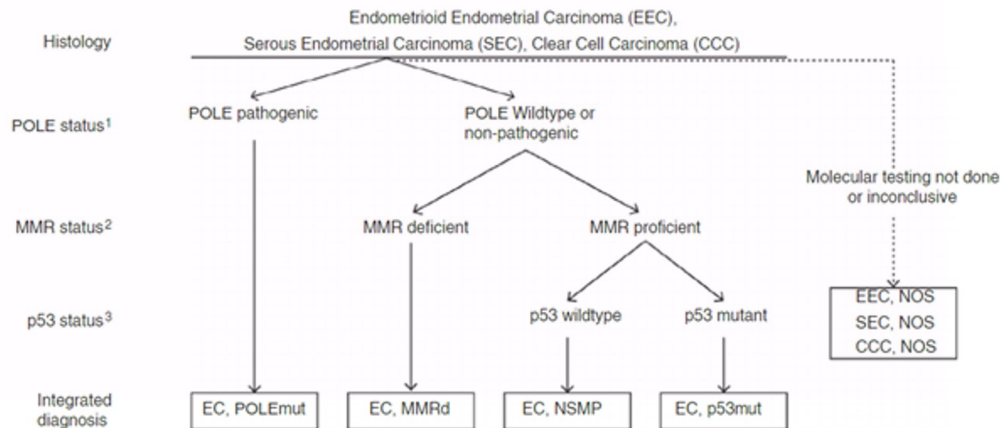 Endometrioid Endometrial Carcinoma (EEC),
Histology
Serous Endometrial Carcinoma (SEC), Clear Cell Carcinoma (CCC)
POLE status1
POLE pathogenic
POLE Wildtype or
non-pathogenic
Molecular testing not done
or inconclusive
MMR status2
MMR deficient
MMR proficient
p53 status3
p53 wildtype
p53 mutant
EEC, NOS
SEC, NOS
CCC, NOS
Integrated
diagnosis
EC, POLEmut
EC, MMRd
EC, NSMP
EC, p53mut